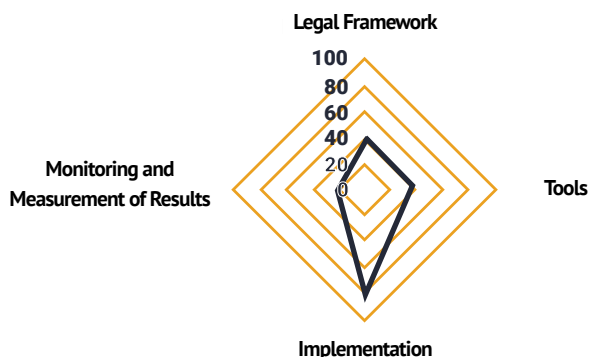 Legal Framework
100
80
60
40
20
0
Monitoring and
Measurement of Results
Tools
Implementation